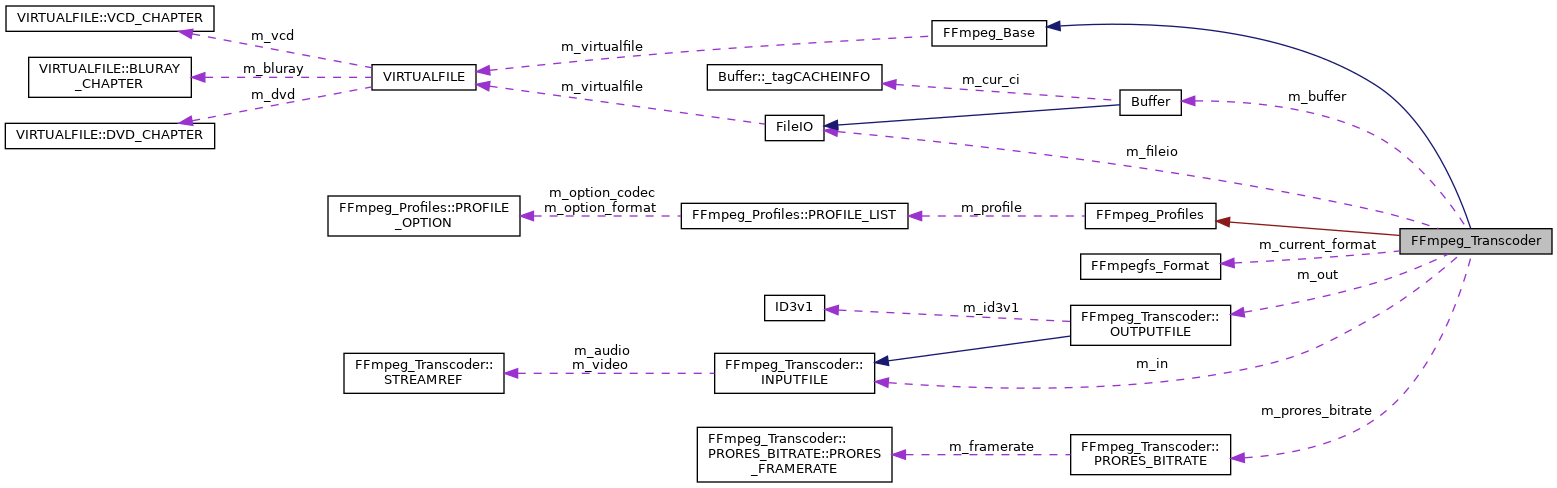 VIRTUALFILE::VCD_CHAPTER
m_vcd
VIRTUALFILE::BLURAY
_CHAPTER
m_bluray
VIRTUALFILE
m_dvd
VIRTUALFILE::DVD_CHAPTER
m_virtualfile
FFmpeg_Base
m_virtualfile
Buffer::_tagCACHEINFO
m_cur_ci
Buffer
m_buffer
FileIO
m_fileio
FFmpeg_Profiles::PROFILE
_OPTION
m_option_codec
m_option_format
FFmpeg_Profiles::PROFILE_LIST
m_profile
FFmpeg_Profiles
FFmpeg_Transcoder
m_current_format
FFmpegfs_Format
m_out
ID3v1
m_id3v1
FFmpeg_Transcoder::
OUTPUTFILE
FFmpeg_Transcoder::
STREAMREF
m_audio
m_video
FFmpeg_Transcoder::
INPUTFILE
m_in
m_prores_bitrate
FFmpeg_Transcoder::
PRORES_BITRATE::PRORES
_FRAMERATE
m_framerate
FFmpeg_Transcoder::
PRORES_BITRATE